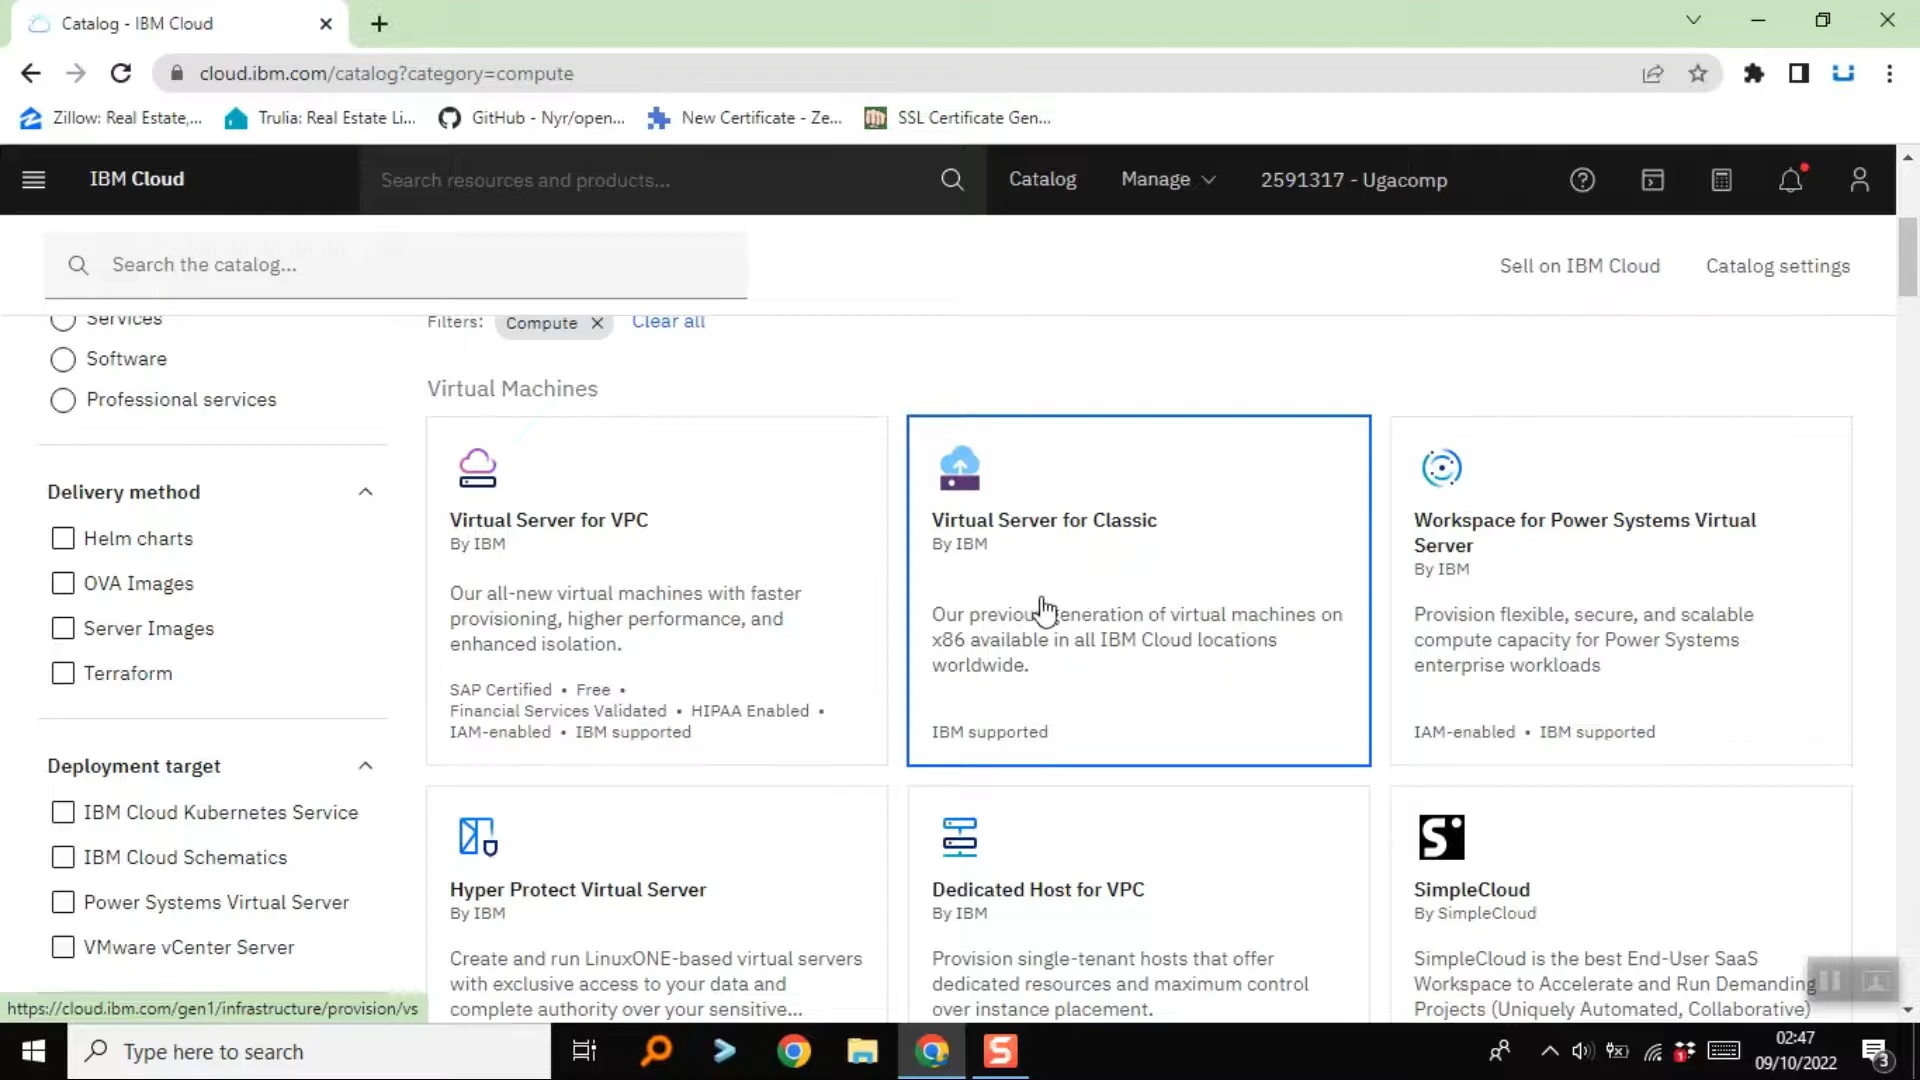 Catalog - IBM Cloud
cloud.ibm.com/catalog?category=compute
Zillow: Real Estate,...
Trulia: Real Estate Li...
GitHub - Nyr/open...
New Certificate - Ze...
SSL Certificate Gen...
IBM Cloud
Search resources and products...
Catalog
Manage
2591317 - Ugacomp
Search the catalog...
Sell on IBM Cloud
Catalog settings
Services
Software
Professional services
Delivery method
Helm charts
OVA Images
Server Images
Terraform
Deployment target
IBM Cloud Kubernetes Service
IBM Cloud Schematics
Power Systems Virtual Server
VMware vCenter Server
Filters: Compute Clear all
Virtual Machines
Virtual Server for VPC
By IBM
Our all-new virtual machines with faster
provisioning, higher performance, and
enhanced isolation.
SAP Certified • Free •
Financial Services Validated • HIPAA Enabled •
IAM-enabled • IBM supported
Virtual Server for Classic
By IBM
Our previous generation of virtual machines on
x86 available in all IBM Cloud locations
worldwide.
IBM supported
Workspace for Power Systems Virtual
Server
By IBM
Provision flexible, secure, and scalable
compute capacity for Power Systems
enterprise workloads
IAM-enabled • IBM supported
Hyper Protect Virtual Server
By IBM
Create and run LinuxONE-based virtual servers
with exclusive access to your data and
complete authority over your sensitive...
Dedicated Host for VPC
By IBM
Provision single-tenant hosts that offer
dedicated resources and maximum control
over instance placement.
SimpleCloud
By SimpleCloud
SimpleCloud is the best End-User SaaS
Workspace to Accelerate and Run Demanding
Projects (Uniquely Automated, Collaborative)
https://cloud.ibm.com/gen1/infrastructure/provision/vs
Type here to search
02:47
09/10/2022
3